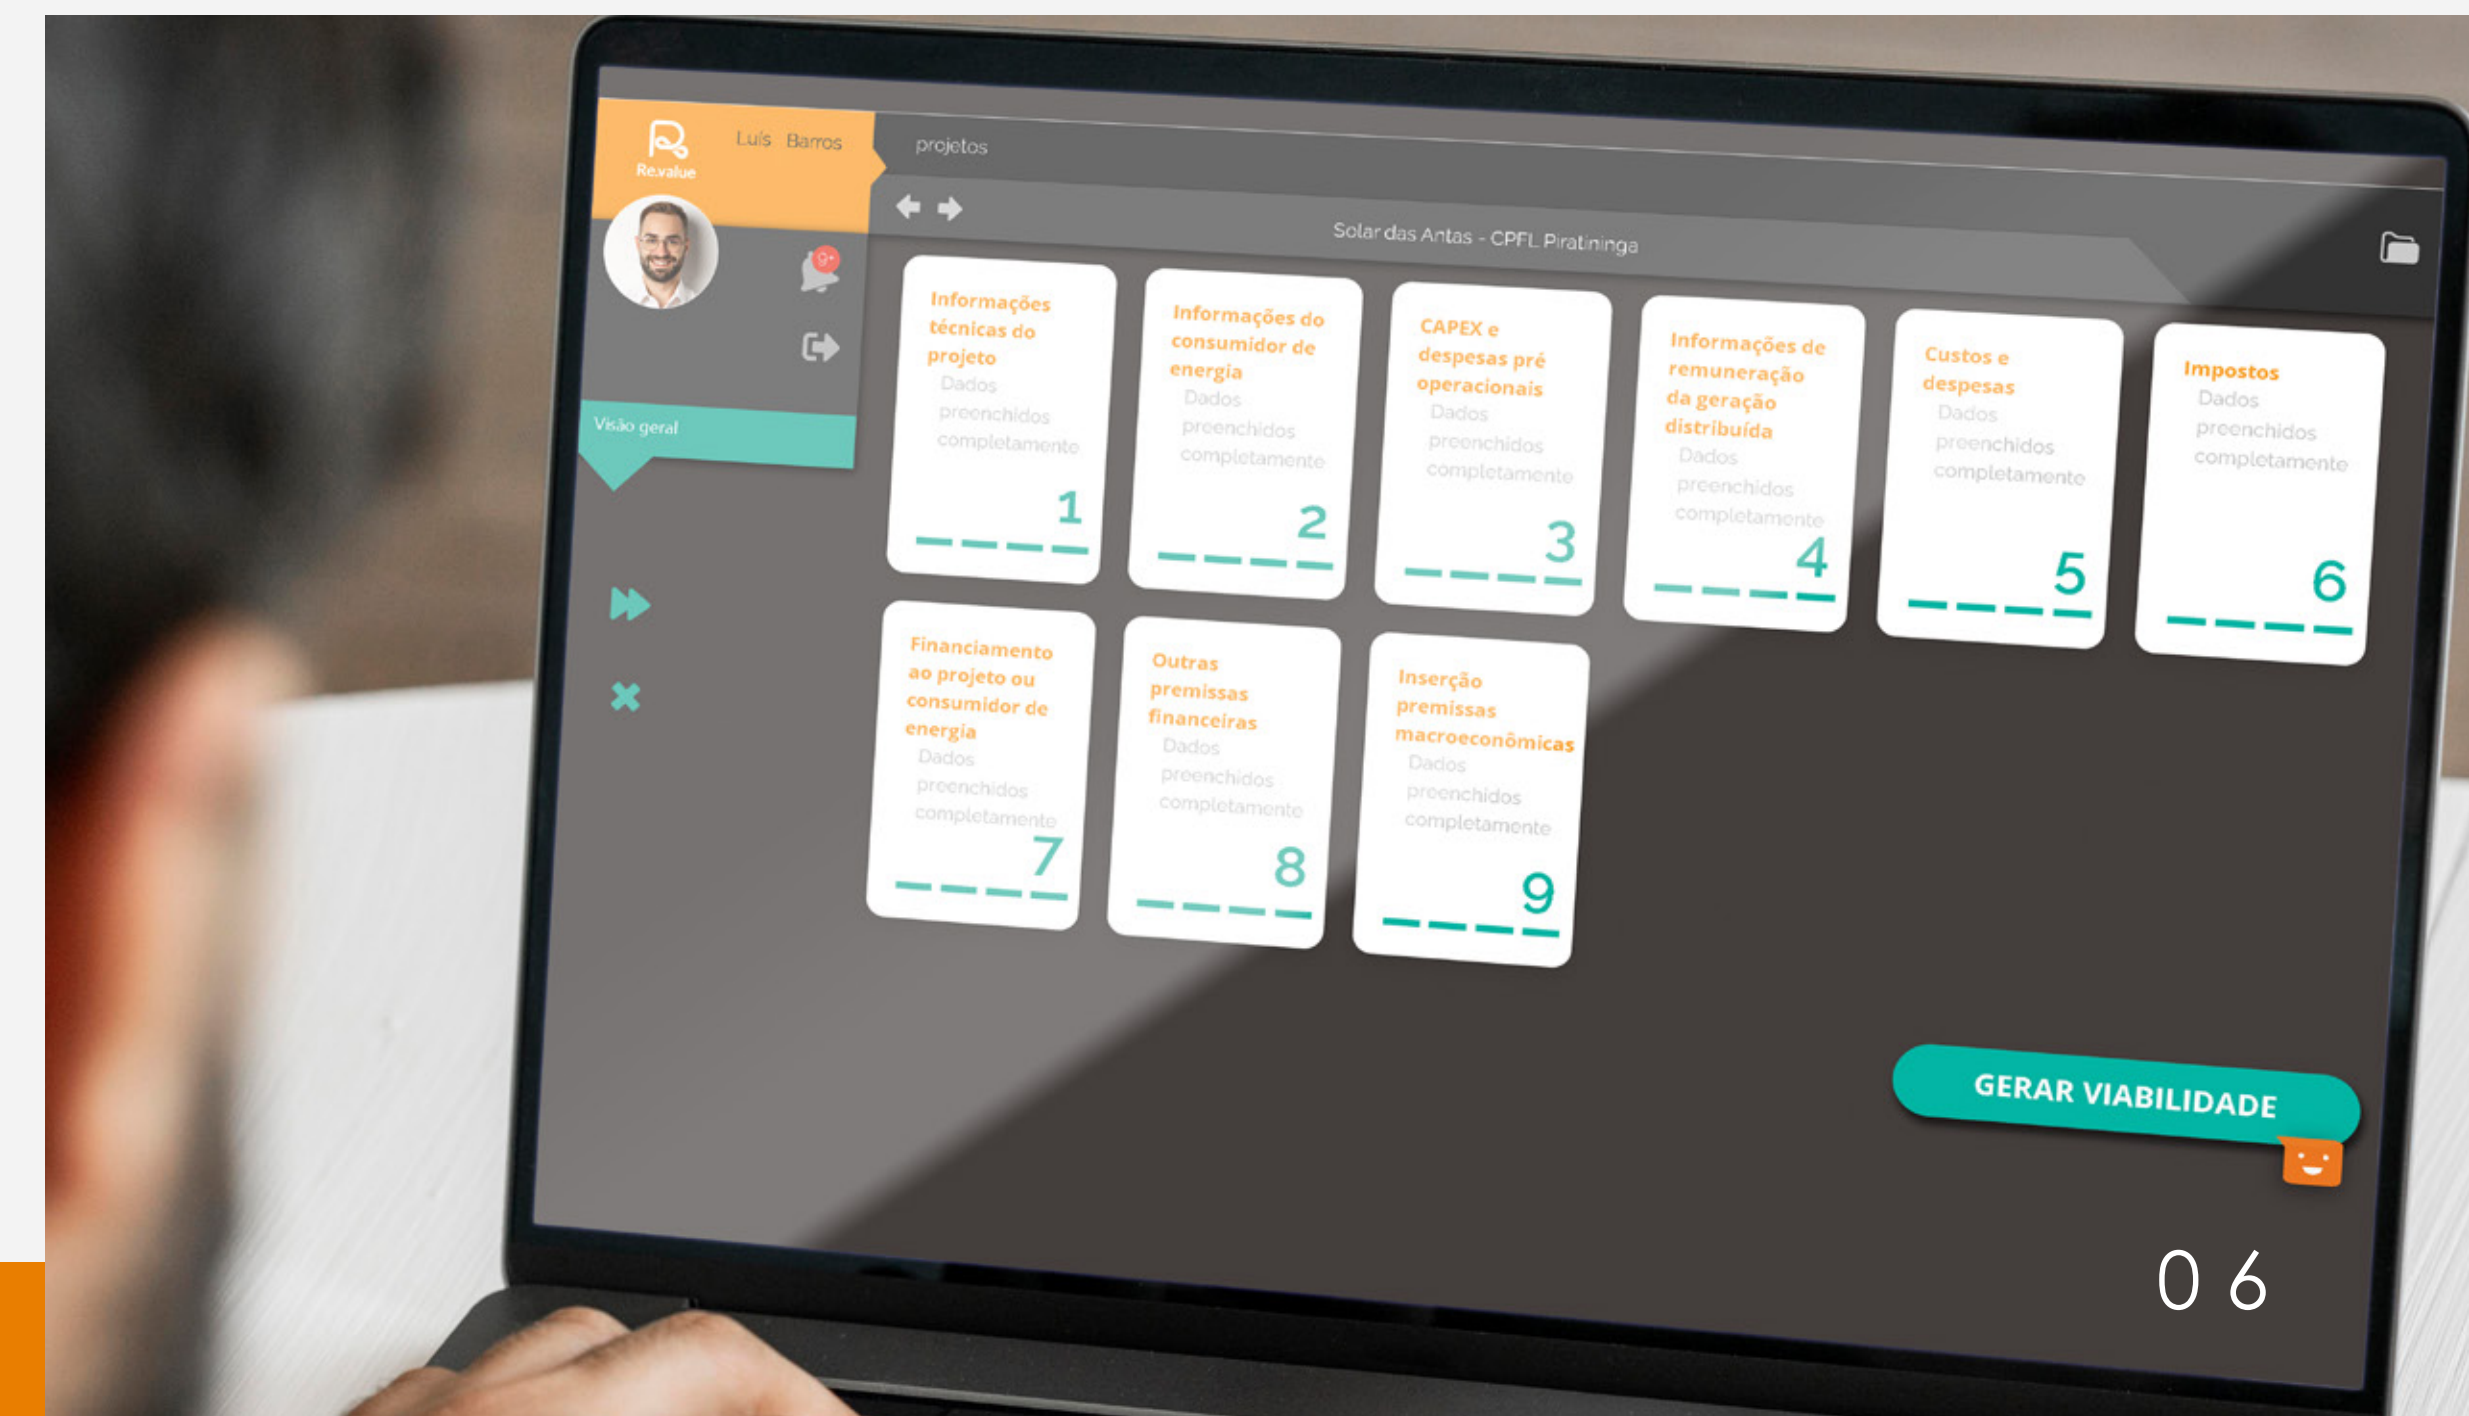 Re.value
Luís Barros
projetos
9+
Solar das Antas - CPFL Piratininga
Visão geral
Informações
técnicas do
projeto
Dados
preenchidos
completamente
1
Informações do
consumidor de
energia
Dados
preenchidos
completamente
2
CAPEX e
despesas pré
operacionais
Dados
preenchidos
completamente
3
Informações de
remuneração
da geração
distribuída
Dados
preenchidos
completamente
4
Custos e
despesas
Dados
preenchidos
completamente
5
Impostos
Dados
preenchidos
completamente
6
Financiamento
ao projeto ou
consumidor de
energia
Dados
preenchidos
completamente
7
Outras
premissas
financeiras
Dados
preenchidos
completamente
8
Inserção
premissas
macroeconômicas
Dados
preenchidos
completamente
9
GERAR VIABILIDADE
06